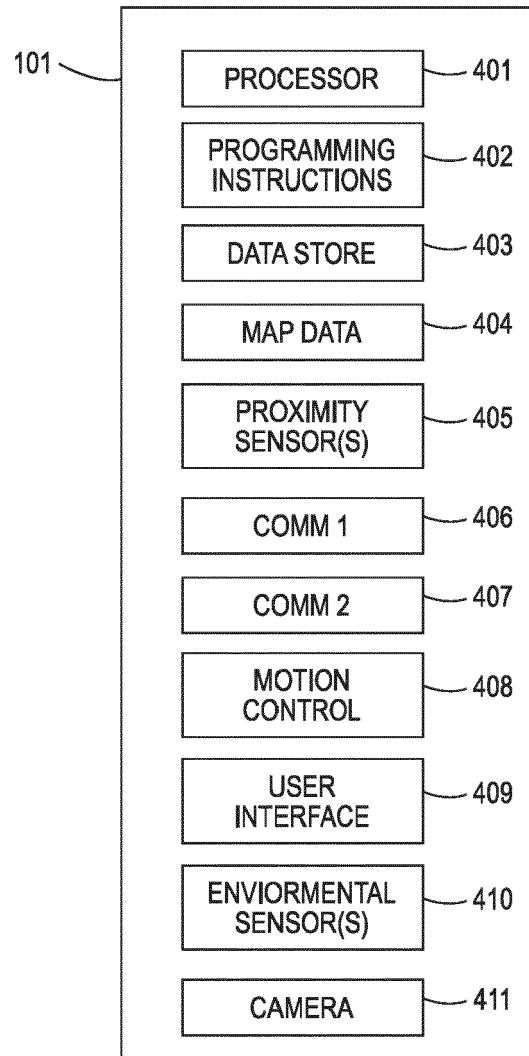 101
PROCESSOR 401
PROGRAMMING
INSTRUCTIONS 402
DATA STORE 403
MAP DATA 404
PROXIMITY
SENSOR(S) 405
COMM 1 406
COMM 2 407
MOTION
CONTROL 408
USER
INTERFACE 409
ENVIORMENTAL
SENSOR(S) 410
CAMERA 411